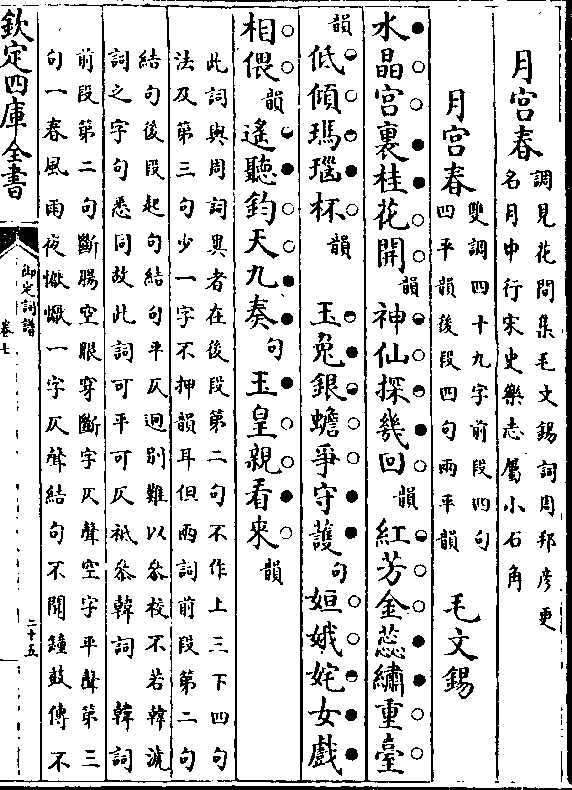 月宮春
調見花間集毛文錫詞周邦彦更
名月中行宋史樂志屬小石角
月宮春
雙調四十九字前段四句
四平韻後段四句兩平韻
毛文錫
水晶宮裏桂花開韻神仙探幾回韻紅芳金蕊繡重臺
韻低傾瑪瑙杯韻 玉兔銀蟾爭守護句姮娥姹女戲
相偎韻遙聽鈞天九奏句玉皇親看來韻
此詞與周詞異者在後段第二句不作上三下四句
法及第三句少一字不押韻耳但兩詞前段第二句
結句後段起句結句平仄迥別難以參校不若韓淲
詞之字句悉同故此詞可平可仄祇參韓詞 韓詞
前段第二句斷腸空眼穿斷字仄聲空字平聲第三
句一春風雨夜懨懨一字仄聲結句不聞鐘鼓傳不
欽定四庫全書
御定詞譜
卷七
二十五